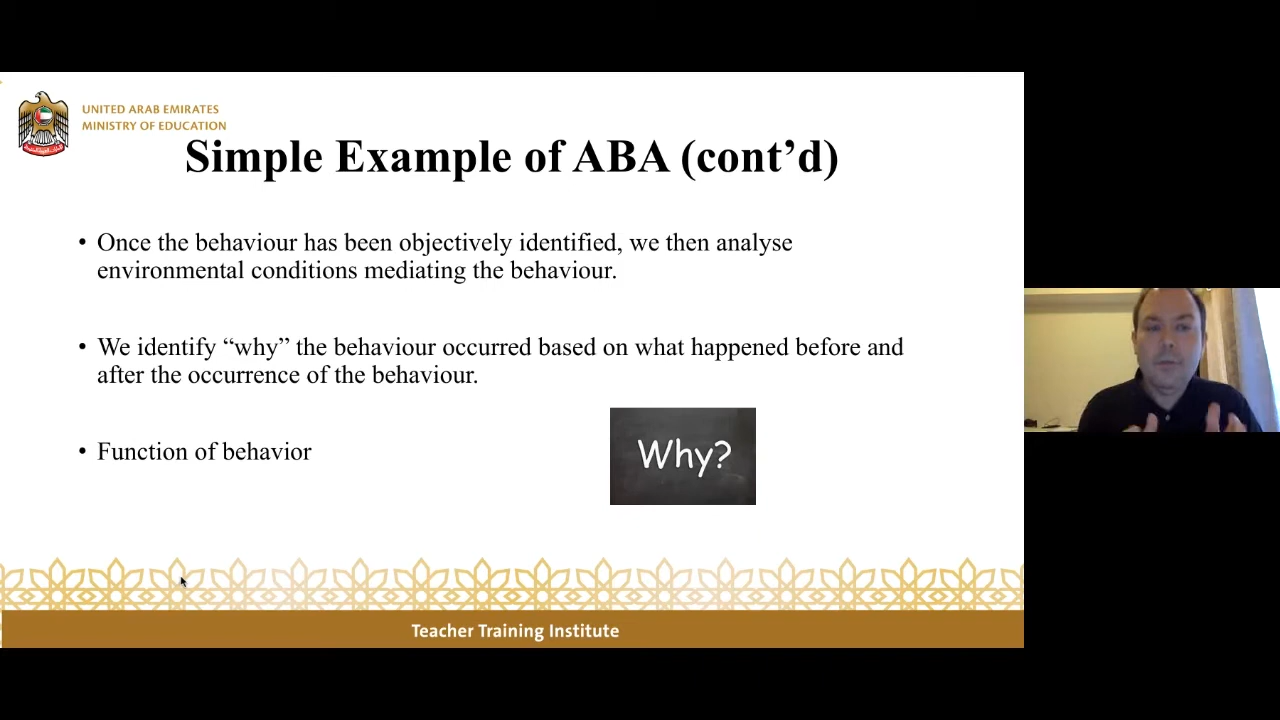 UNITED ARAB EMIRATES
MINISTRY OF EDUCATION
Simple Example of ABA (cont’d)
• Once the behaviour has been objectively identified, we then analyse
environmental conditions mediating the behaviour.
• We identify “why” the behaviour occurred based on what happened before and
after the occurrence of the behaviour.
• Function of behavior
Why?
Teacher Training Institute